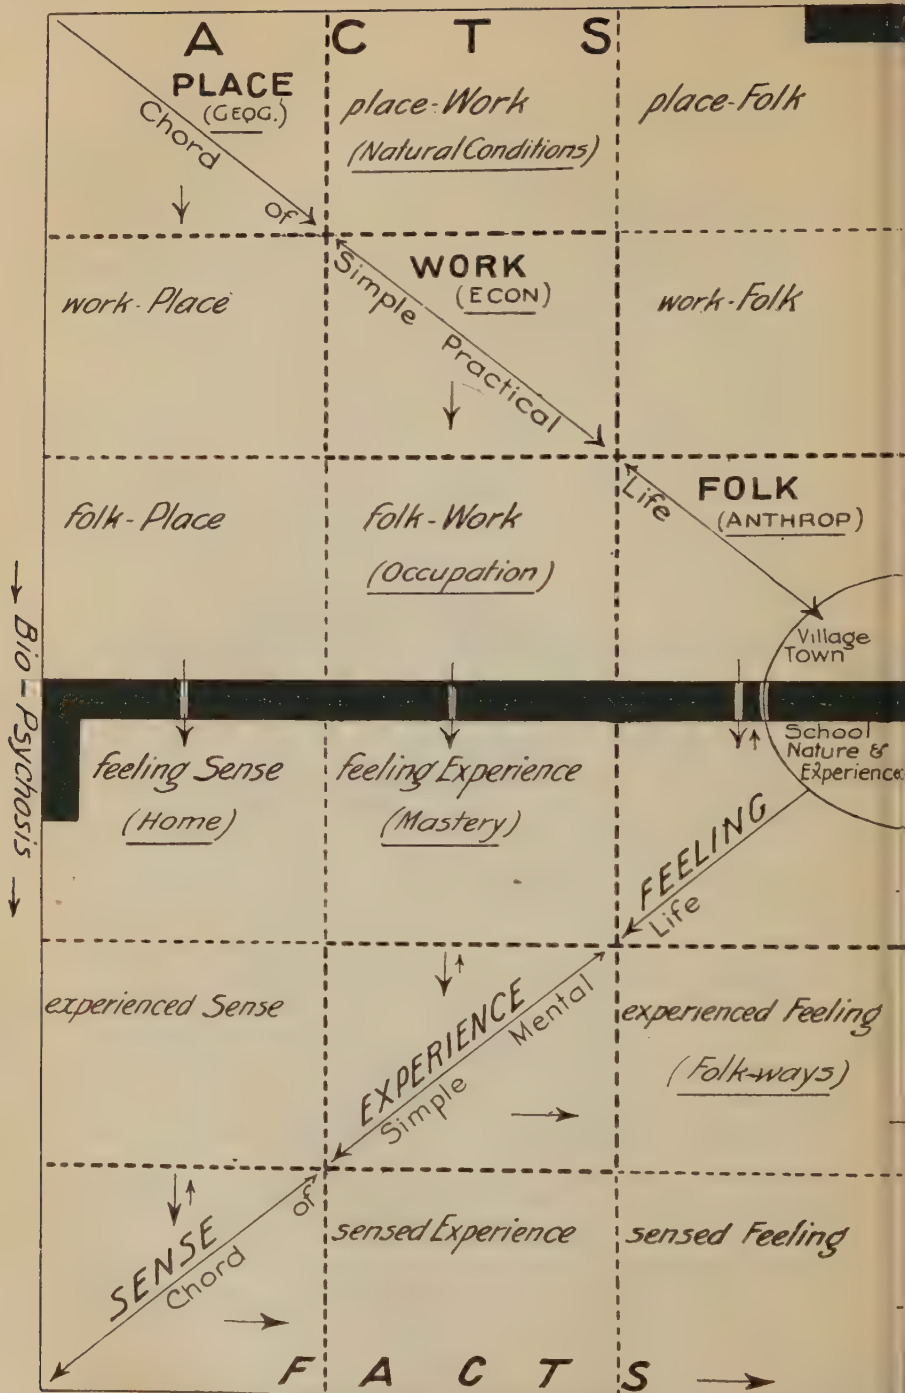 A C T S
PLACE
(GEOG.)
Chord of
place-Work
(Natural Conditions)
place-Folk
work-Place
WORK
(ECON)
Simple Practical
work-Folk
folk-Place
folk-Work
(Occupation)
FOLK
(ANTHROP)
Life
Village
Town
Bio-Psychosis
School
Nature &
Experience
feeling Sense
(Home)
feeling Experience
(Mastery)
FEELING
Life
experienced Sense
EXPERIENCE
Simple Mental
experienced Feeling
(Folk-ways)
SENSE
Chord of
sensed Experience
sensed Feeling
F A C T S